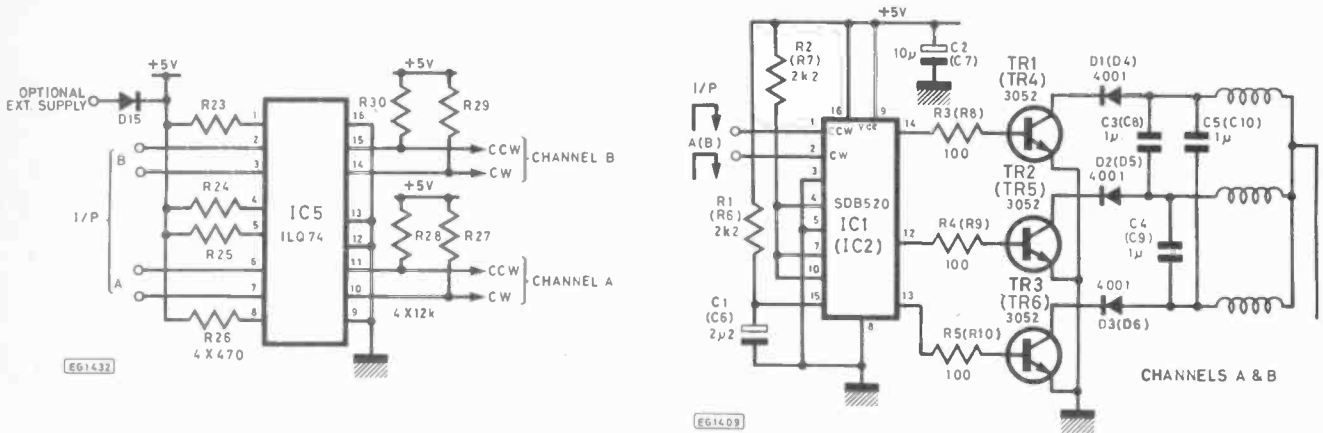 +5V
OPTIONAL
EXT. SUPPLY
D15
R23
R24
R25
R26
4 X 470
I/P
B
A
1
2
3
4
5
6
7
8
IC5
ILQ74
16
15
14
13
12
11
10
9
+5V
R30
R29
CCW
CW
CHANNEL B
+5V
R28
R27
CCW
CW
CHANNEL A
4 X 12k
EG1432
+5V
R2
(R7)
2k2
10µ
C2
(C7)
I/P
A(B)
R1
(R6)
2k2
C1
(C6)
2µ2
1
2
3
4
5
7
10
15
16
9
Vcc
CCW
CW
SDB520
IC1
(IC2)
8
14
12
13
R3(R8)
100
R4(R9)
100
R5(R10)
100
TR1
(TR4)
3052
TR2
(TR5)
3052
TR3
(TR6)
3052
D1(D4)
4001
C3(C8)
1µ
C5(C10)
1µ
D2(D5)
4001
C4
(C9)
1µ
4001
D3(D6)
CHANNELS A & B
EG1409